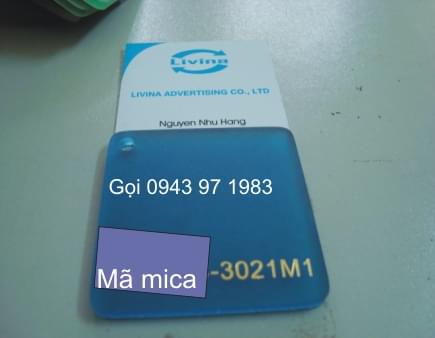 Livina
LIVINA ADVERTISING CO., LTD
Nguyen Nhu Hang
Gọi 0943 97 1983
Mã mica -3021M1